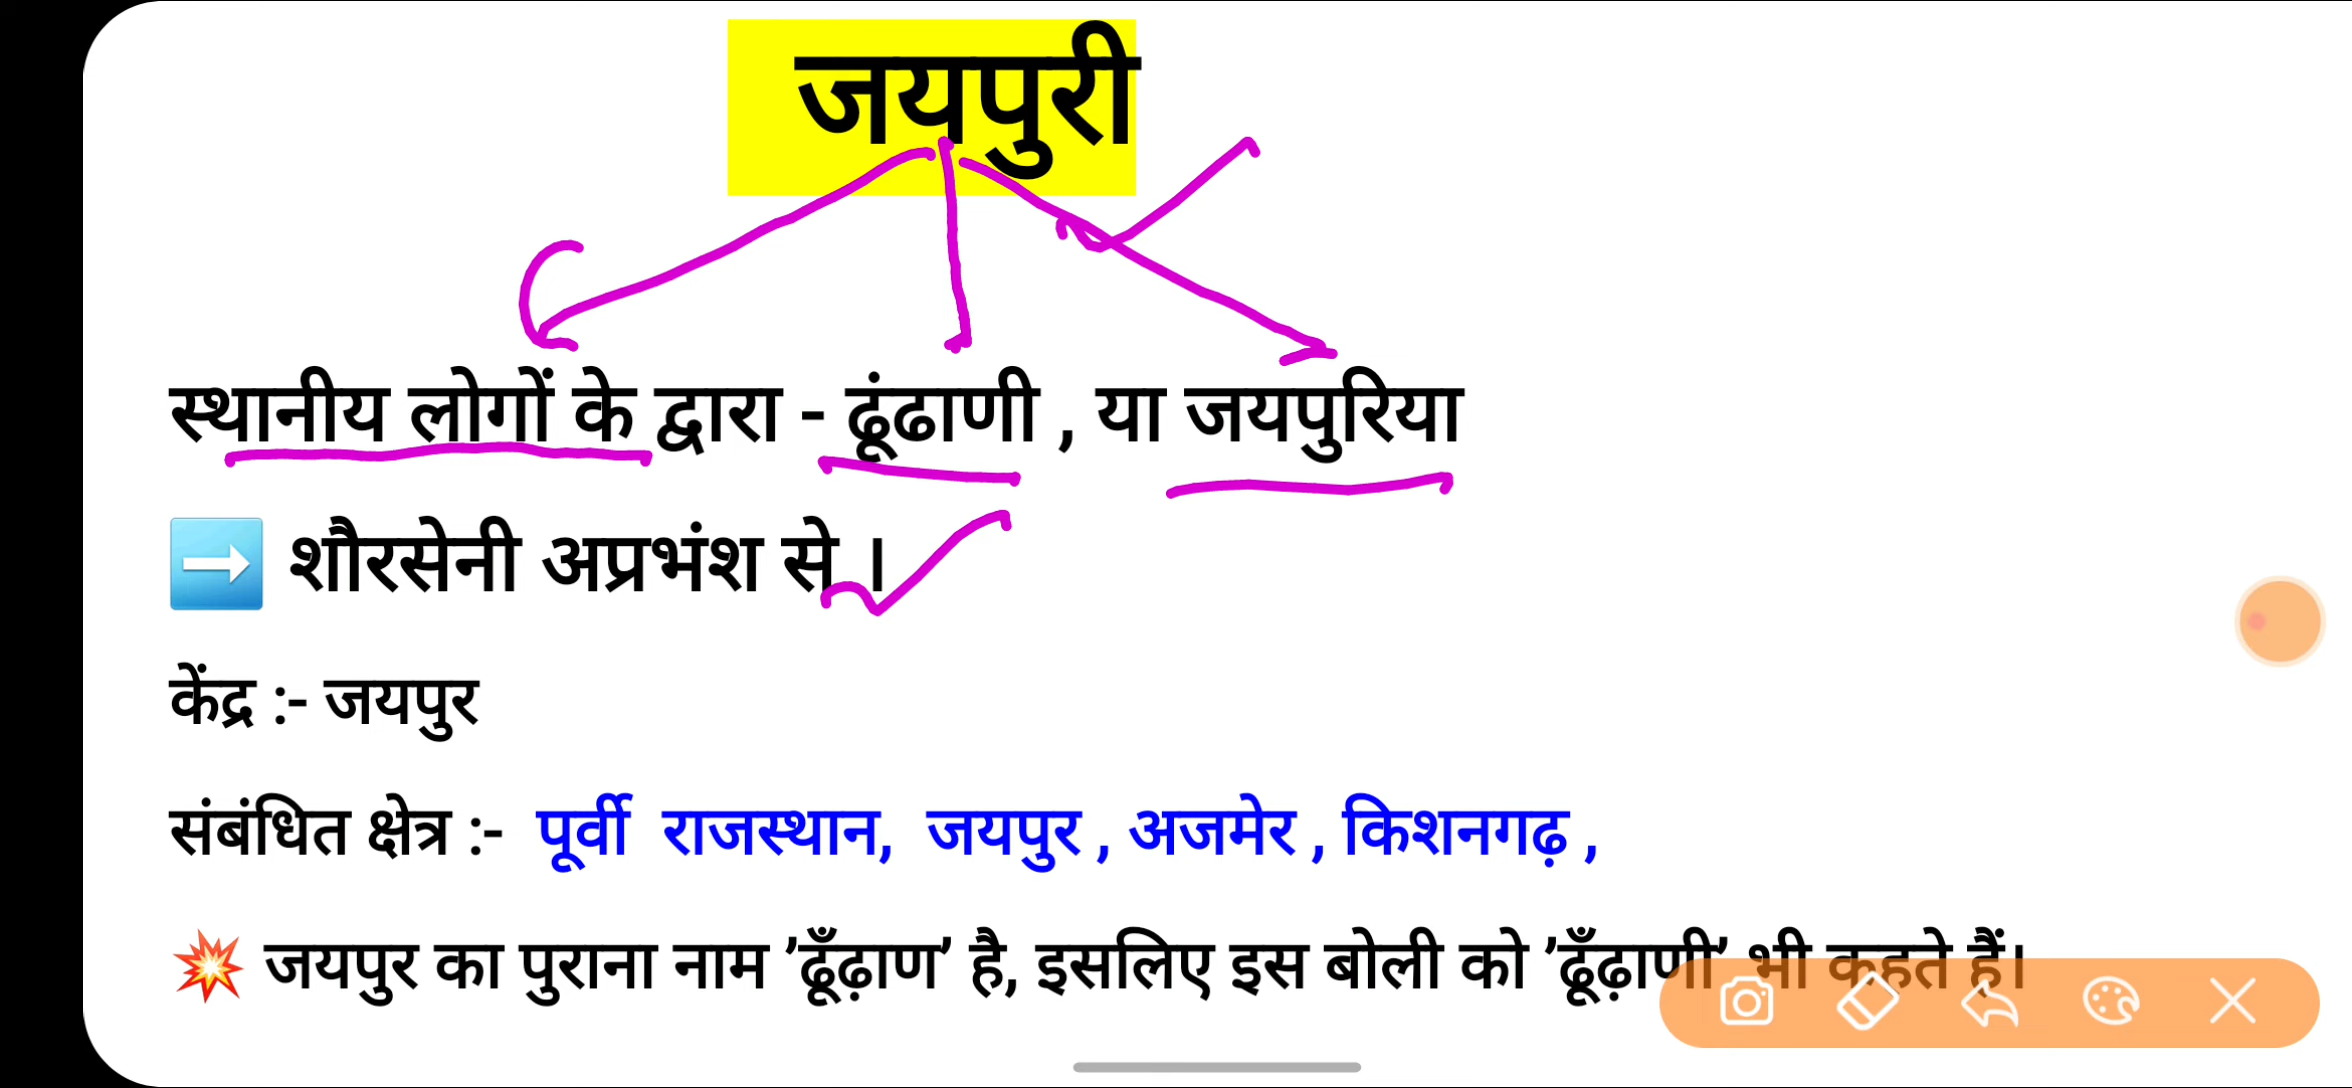 जयपुरी
स्थानीय लोगों के द्वारा - ढूंढाणी , या जयपुरिया
➡️ शौरसेनी अप्रभंश से ।
केंद्र :- जयपुर
संबंधित क्षेत्र :- पूर्वी राजस्थान, जयपुर , अजमेर , किशनगढ़ ,
💥 जयपुर का पुराना नाम ’ढूँढ़ाण’ है, इसलिए इस बोली को ’ढूँढ़ाणी’ भी कहते हैं।